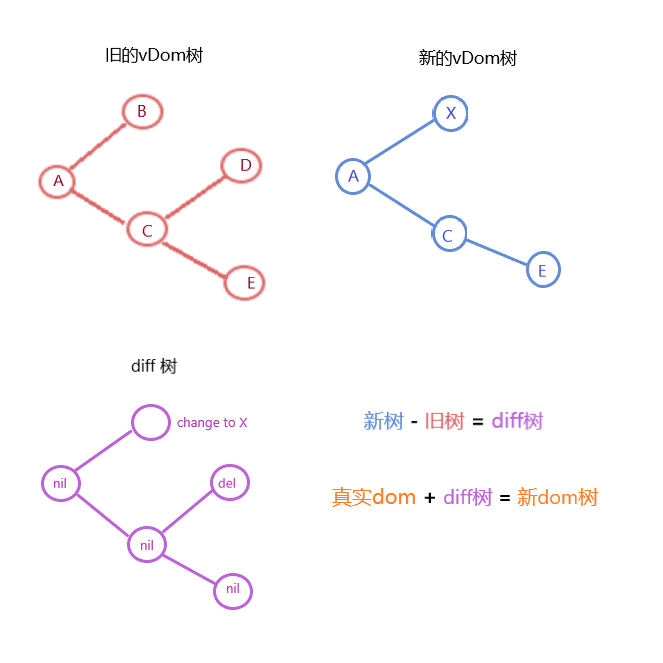 旧的vDom树
B
A
D
C
E
新的vDom树
X
A
C
E
diff 树
change to X
nil
del
nil
nil
新树 - 旧树 = diff树
真实dom + diff树 = 新dom树